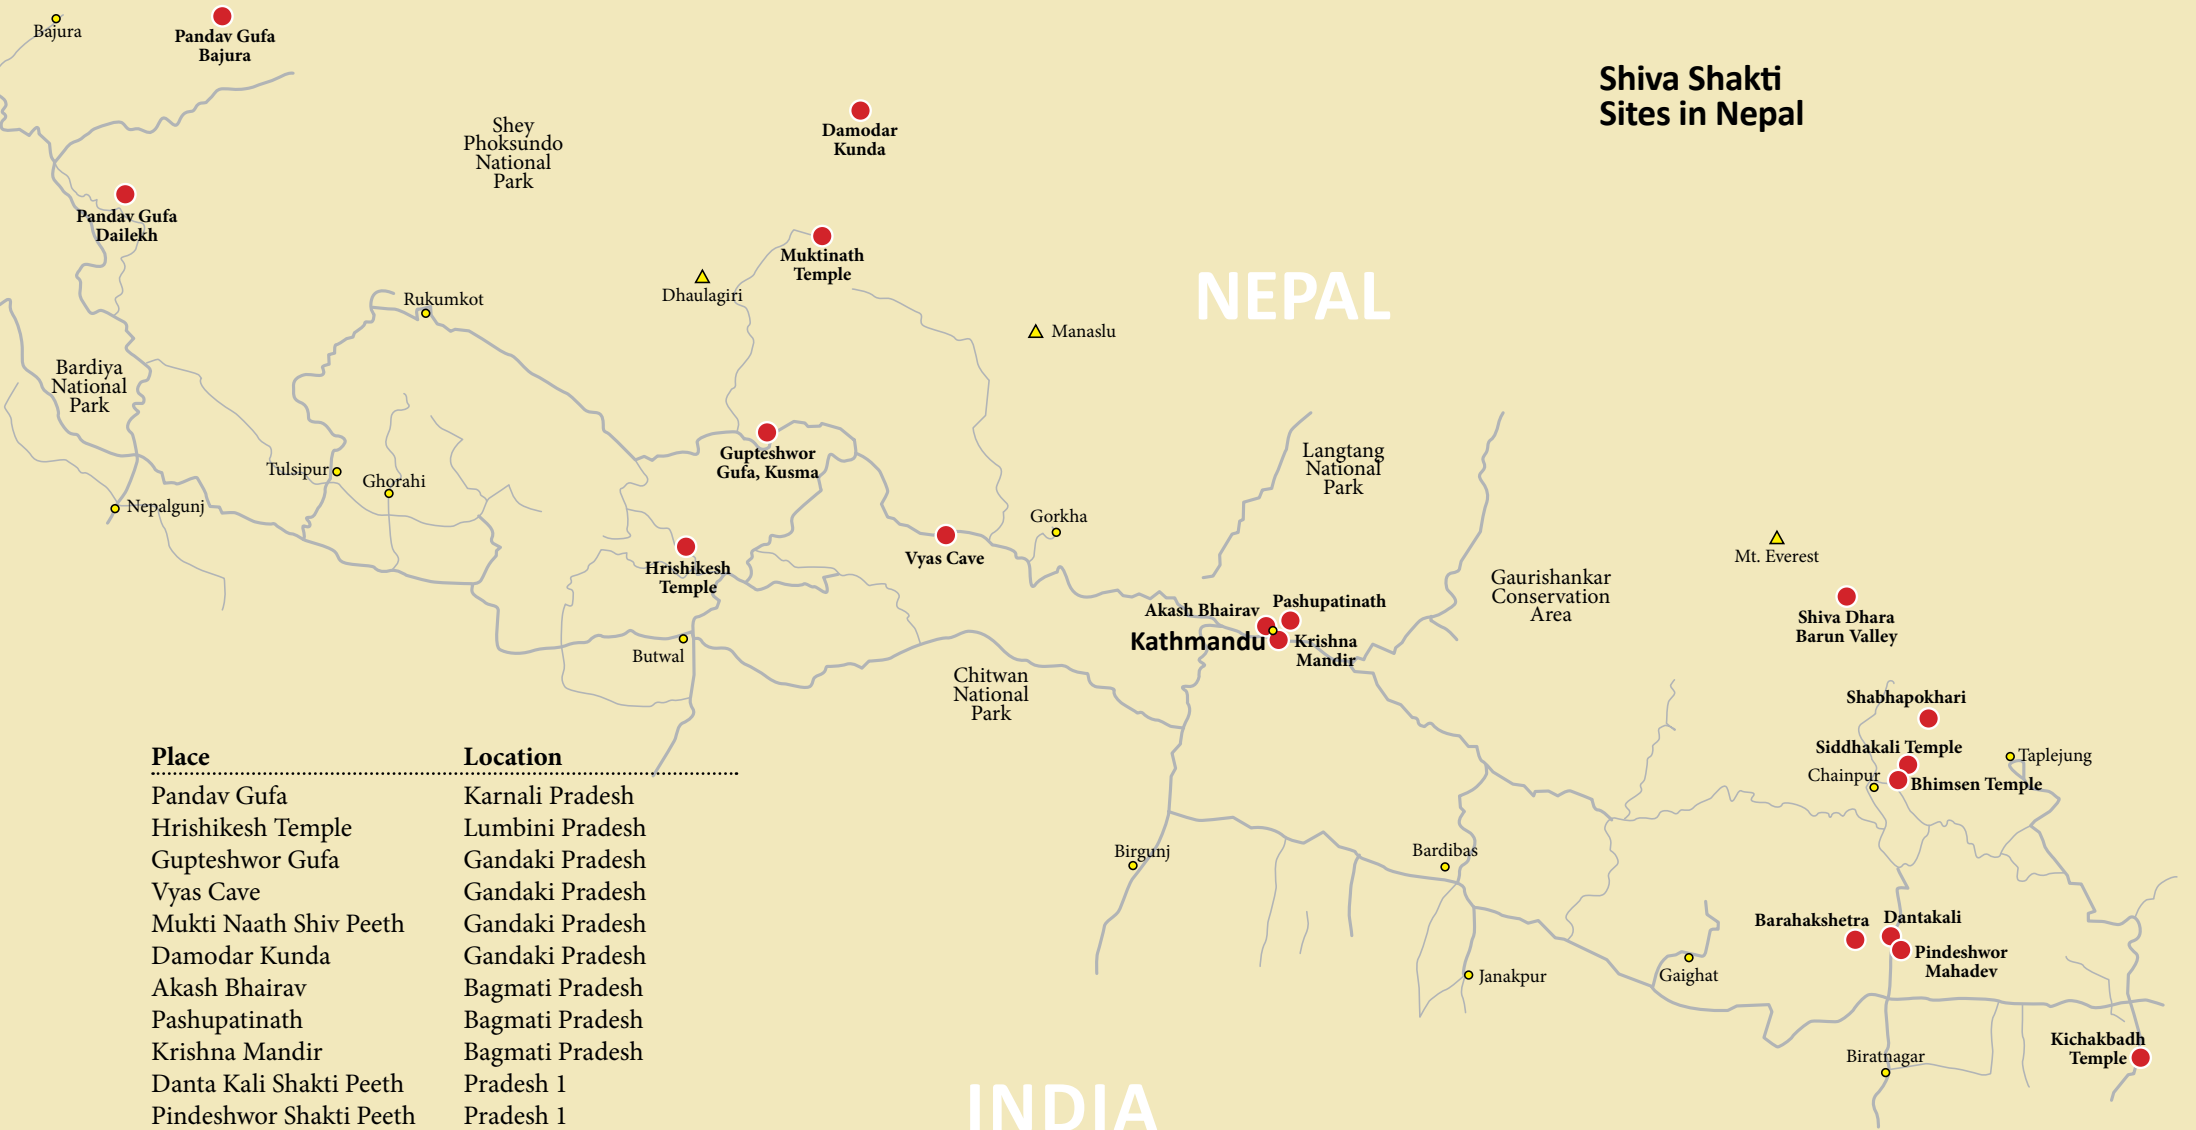 Bajura
Pandav Gufa
Bajura
Shiva Shakti
Sites in Nepal
Shey
Phoksundo
National
Park
Damodar
Kunda
Pandav Gufa
Dailekh
Muktinath
Temple
Dhaulagiri
NEPAL
Rukumkot
Manaslu
Bardiya
National
Park
Gupteshwor
Gufa, Kusma
Langtang
National
Park
Tulsipur
Ghorahi
Nepalgunj
Gorkha
Vyas Cave
Mt. Everest
Hrishikesh
Temple
Gaurishankar
Conservation
Area
Akash Bhairav
Pashupatinath
Kathmandu
Krishna
Mandir
Shiva Dhara
Barun Valley
Butwal
Chitwan
National
Park
Shabhapokhari
Siddhakali Temple
Taplejung
Chainpur
Bhimsen Temple
Birgunj
Bardibas
Barahakshetra
Dantakali
Pindeshwor
Mahadev
Gaighat
Janakpur
Kichakbadh
Temple
Biratnagar
INDIA
Place Location
Pandav Gufa Karnali Pradesh
Hrishikesh Temple Lumbini Pradesh
Gupteshwor Gufa Gandaki Pradesh
Vyas Cave Gandaki Pradesh
Mukti Naath Shiv Peeth Gandaki Pradesh
Damodar Kunda Gandaki Pradesh
Akash Bhairav Bagmati Pradesh
Pashupatinath Bagmati Pradesh
Krishna Mandir Bagmati Pradesh
Danta Kali Shakti Peeth Pradesh 1
Pindeshwor Shakti Peeth Pradesh 1